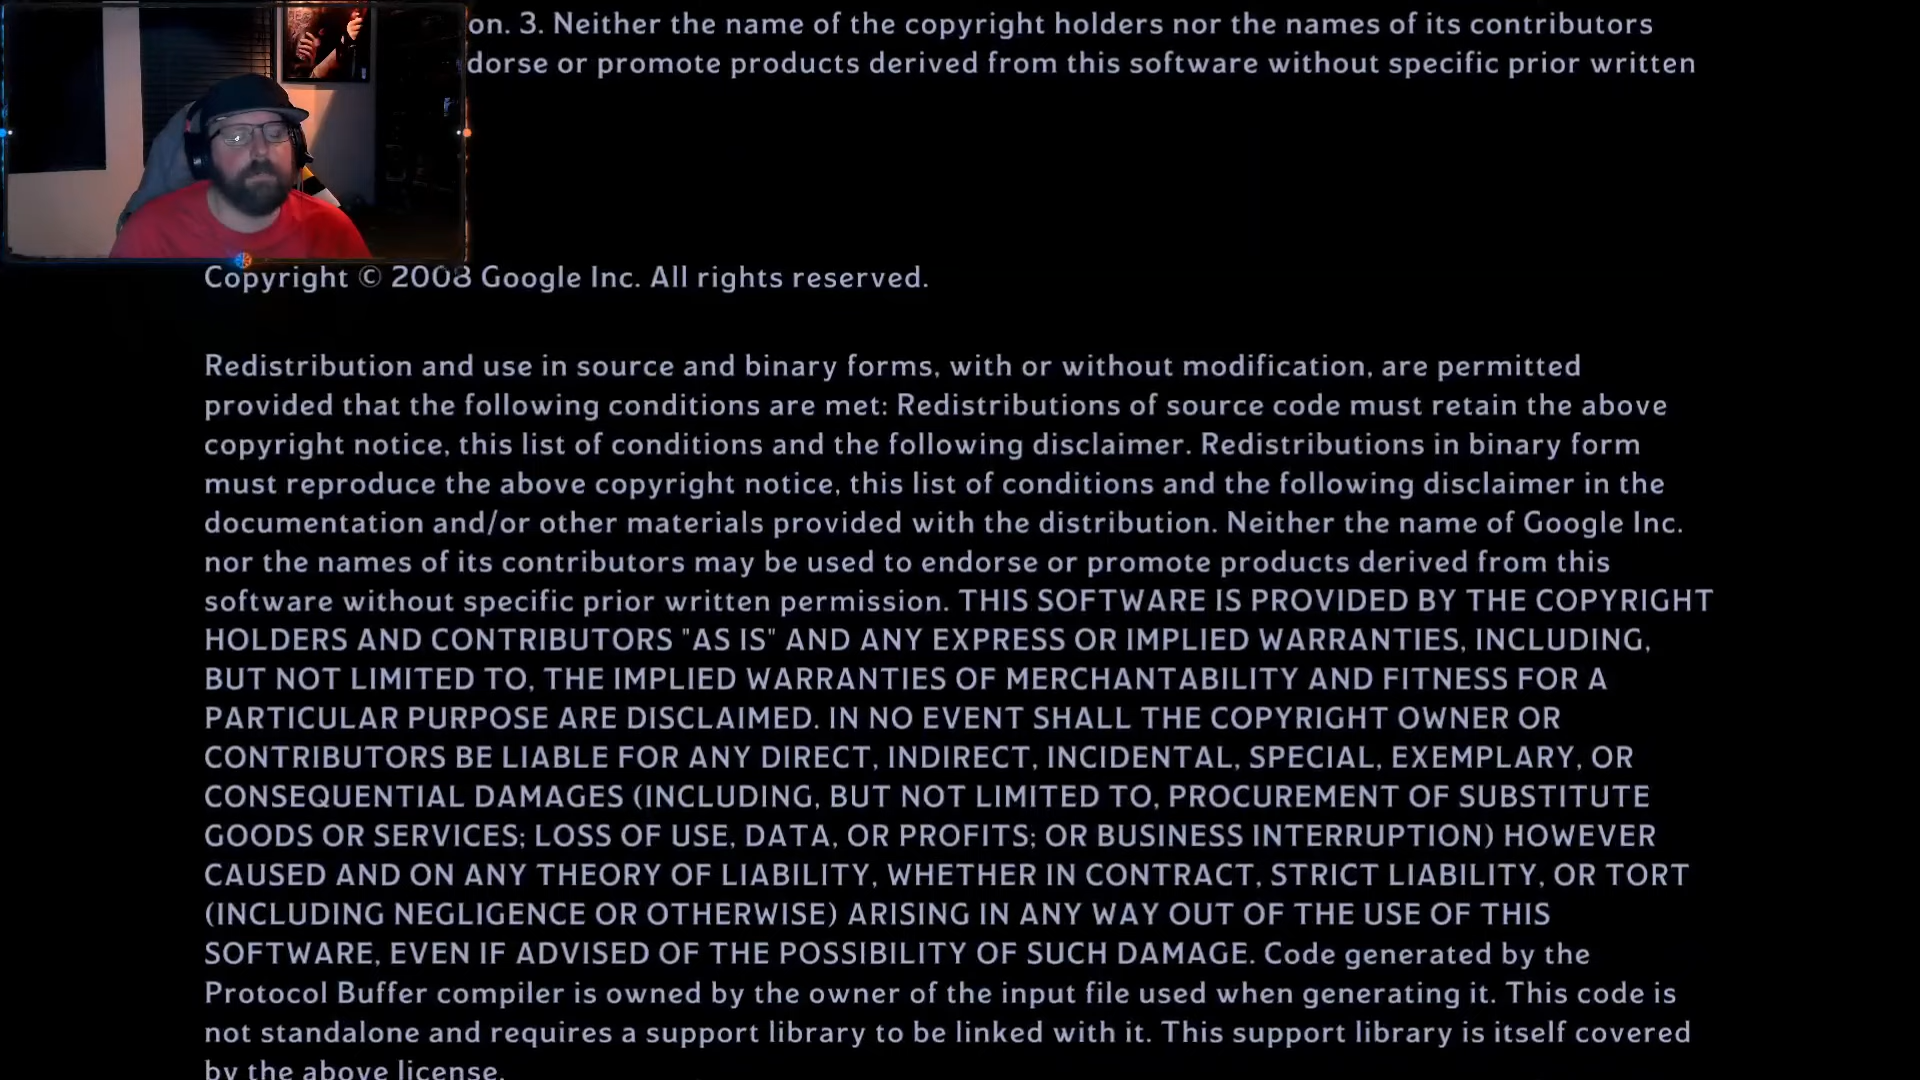 on. 3. Neither the name of the copyright holders nor the names of its contributors
dorse or promote products derived from this software without specific prior written
Copyright © 2008 Google Inc. All rights reserved.
Redistribution and use in source and binary forms, with or without modification, are permitted
provided that the following conditions are met: Redistributions of source code must retain the above
copyright notice, this list of conditions and the following disclaimer. Redistributions in binary form
must reproduce the above copyright notice, this list of conditions and the following disclaimer in the
documentation and/or other materials provided with the distribution. Neither the name of Google Inc.
nor the names of its contributors may be used to endorse or promote products derived from this
software without specific prior written permission. THIS SOFTWARE IS PROVIDED BY THE COPYRIGHT
HOLDERS AND CONTRIBUTORS "AS IS" AND ANY EXPRESS OR IMPLIED WARRANTIES, INCLUDING,
BUT NOT LIMITED TO, THE IMPLIED WARRANTIES OF MERCHANTABILITY AND FITNESS FOR A
PARTICULAR PURPOSE ARE DISCLAIMED. IN NO EVENT SHALL THE COPYRIGHT OWNER OR
CONTRIBUTORS BE LIABLE FOR ANY DIRECT, INDIRECT, INCIDENTAL, SPECIAL, EXEMPLARY, OR
CONSEQUENTIAL DAMAGES (INCLUDING, BUT NOT LIMITED TO, PROCUREMENT OF SUBSTITUTE
GOODS OR SERVICES; LOSS OF USE, DATA, OR PROFITS; OR BUSINESS INTERRUPTION) HOWEVER
CAUSED AND ON ANY THEORY OF LIABILITY, WHETHER IN CONTRACT, STRICT LIABILITY, OR TORT
(INCLUDING NEGLIGENCE OR OTHERWISE) ARISING IN ANY WAY OUT OF THE USE OF THIS
SOFTWARE, EVEN IF ADVISED OF THE POSSIBILITY OF SUCH DAMAGE. Code generated by the
Protocol Buffer compiler is owned by the owner of the input file used when generating it. This code is
not standalone and requires a support library to be linked with it. This support library is itself covered
by the above license.